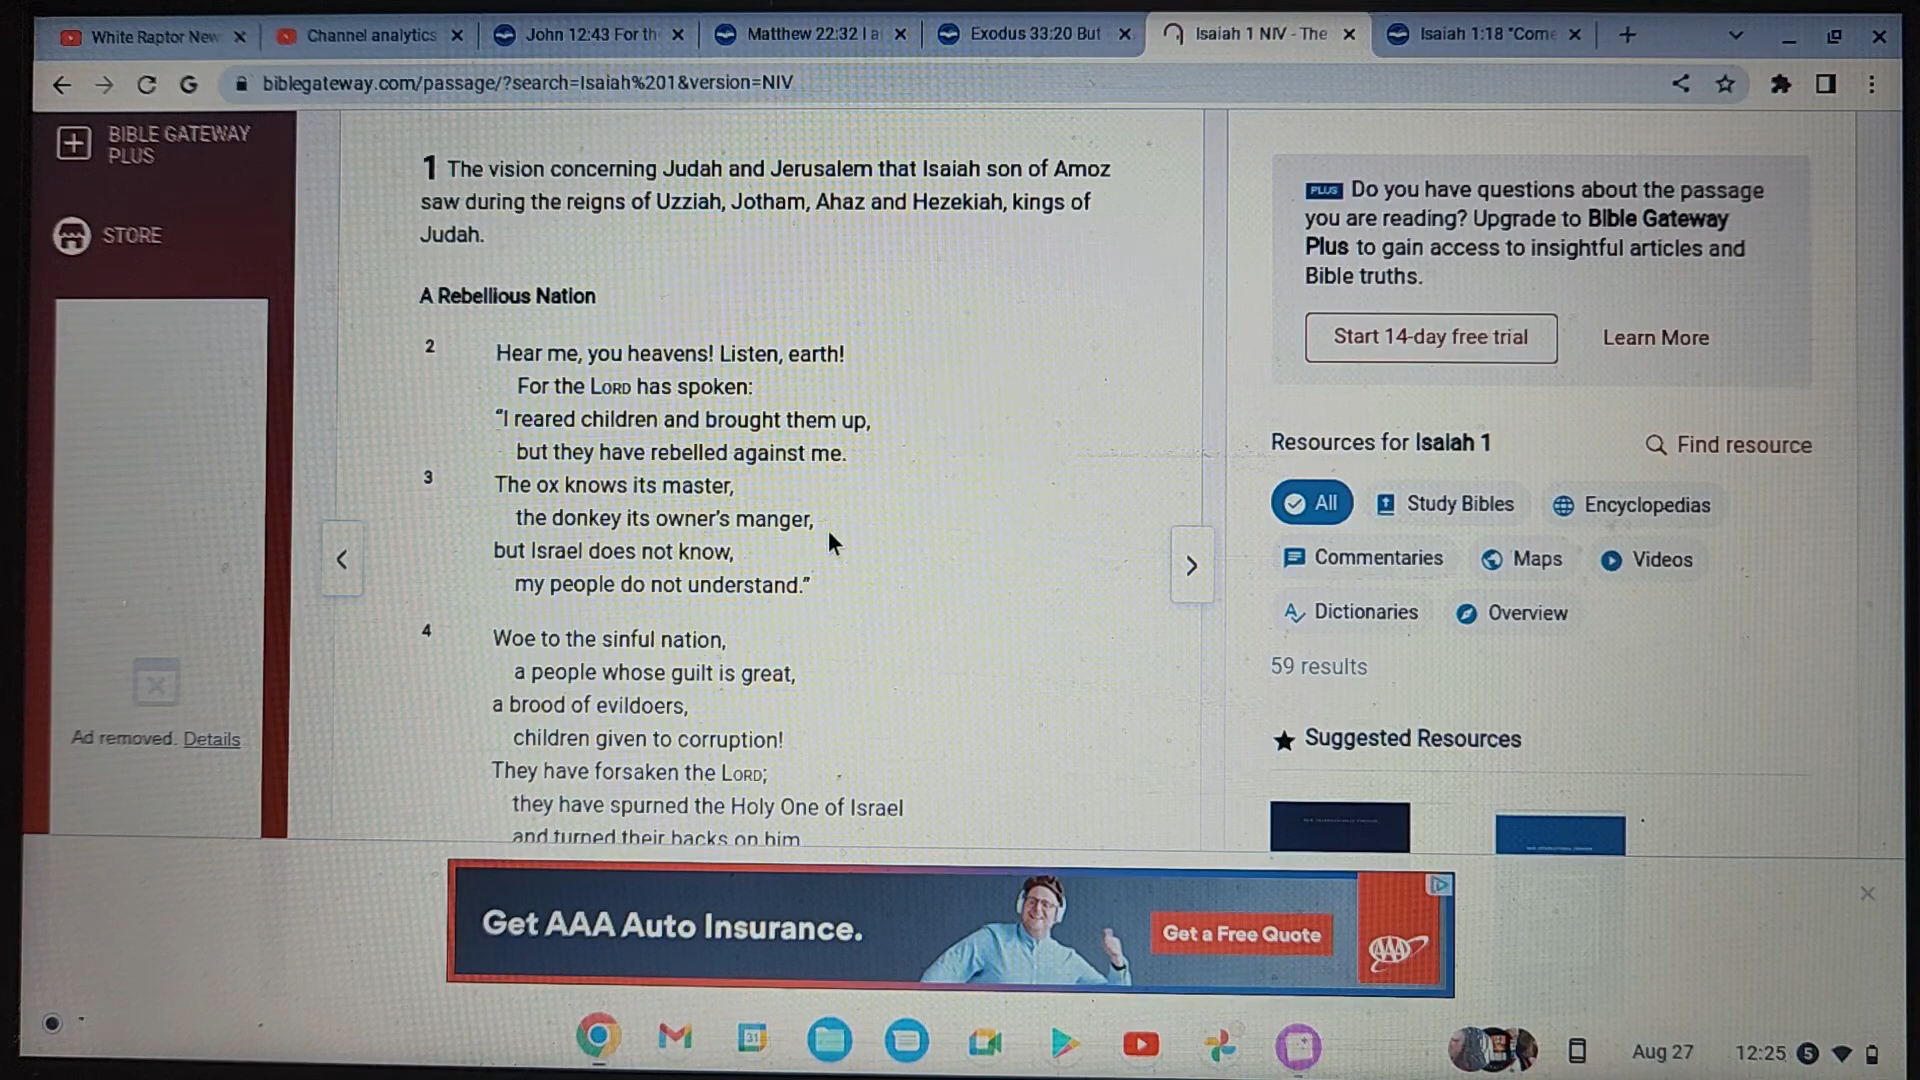 White Raptor New
Channel analytics
John 12:43 For th
Matthew 22:32 I a
Exodus 33:20 But
Isaiah 1 NIV - The
Isaiah 1:18 "Come
biblegateway.com/passage/?search=Isaiah%201&version=NIV
BIBLE GATEWAY
PLUS
STORE
Ad removed. Details
1 The vision concerning Judah and Jerusalem that Isaiah son of Amoz
saw during the reigns of Uzziah, Jotham, Ahaz and Hezekiah, kings of
Judah.
A Rebellious Nation
2 Hear me, you heavens! Listen, earth!
For the LORD has spoken:
“I reared children and brought them up,
but they have rebelled against me.
3 The ox knows its master,
the donkey its owner’s manger,
but Israel does not know,
my people do not understand.”
4 Woe to the sinful nation,
a people whose guilt is great,
a brood of evildoers,
children given to corruption!
They have forsaken the LORD;
they have spurned the Holy One of Israel
and turned their backs on him
PLUS Do you have questions about the passage
you are reading? Upgrade to Bible Gateway
Plus to gain access to insightful articles and
Bible truths.
Start 14-day free trial
Learn More
Resources for Isaiah 1
Find resource
All
Study Bibles
Encyclopedias
Commentaries
Maps
Videos
Dictionaries
Overview
59 results
Suggested Resources
Get AAA Auto Insurance.
Get a Free Quote
AAA
31
Aug 27
12:25
5